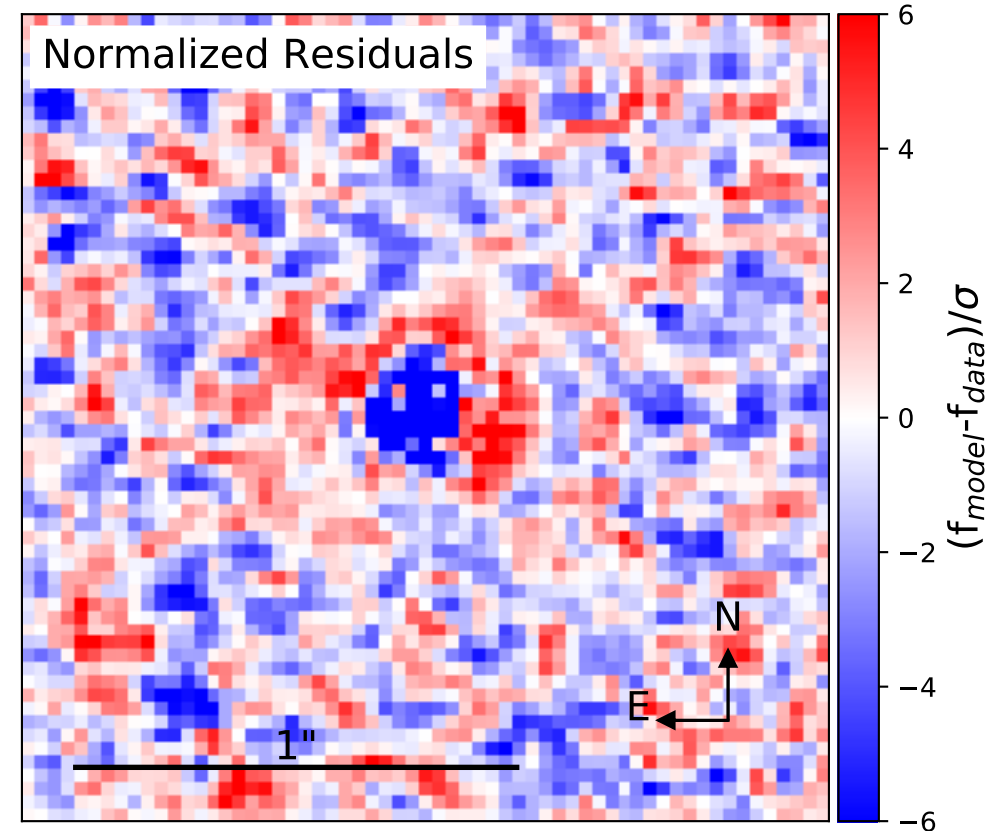 Normalized Residuals
6
4
2
0
−2
−4
−6
(f_model-f_data)/σ
N
E
1"